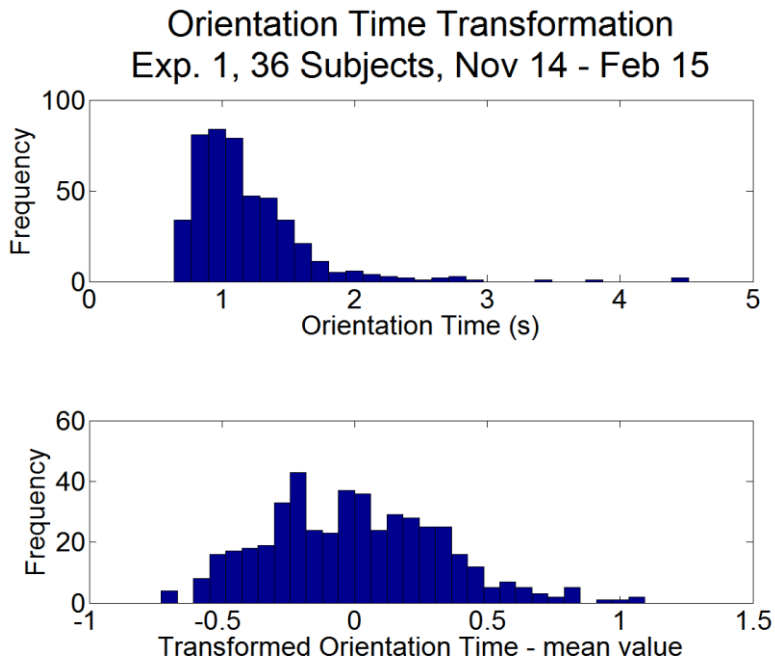 Orientation Time Transformation
Exp. 1, 36 Subjects, Nov 14 - Feb 15
100
50
0
Frequency
0 1 2 3 4 5
Orientation Time (s)
60
40
20
0
Frequency
-1 -0.5 0 0.5 1 1.5
Transformed Orientation Time - mean value